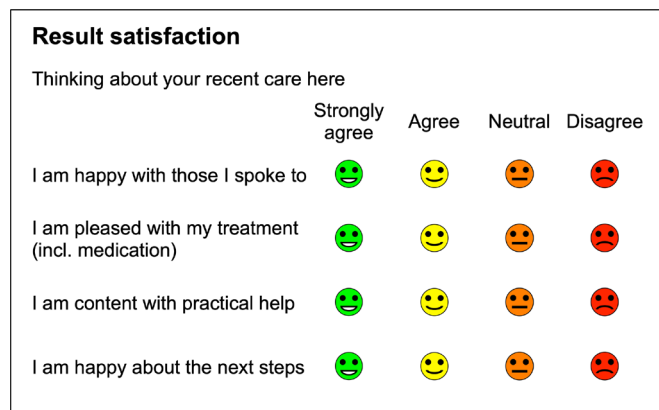 Result satisfaction
Thinking about your recent care here
Strongly agree Agree Neutral Disagree
I am happy with those I spoke to
I am pleased with my treatment
(incl. medication)
I am content with practical help
I am happy about the next steps